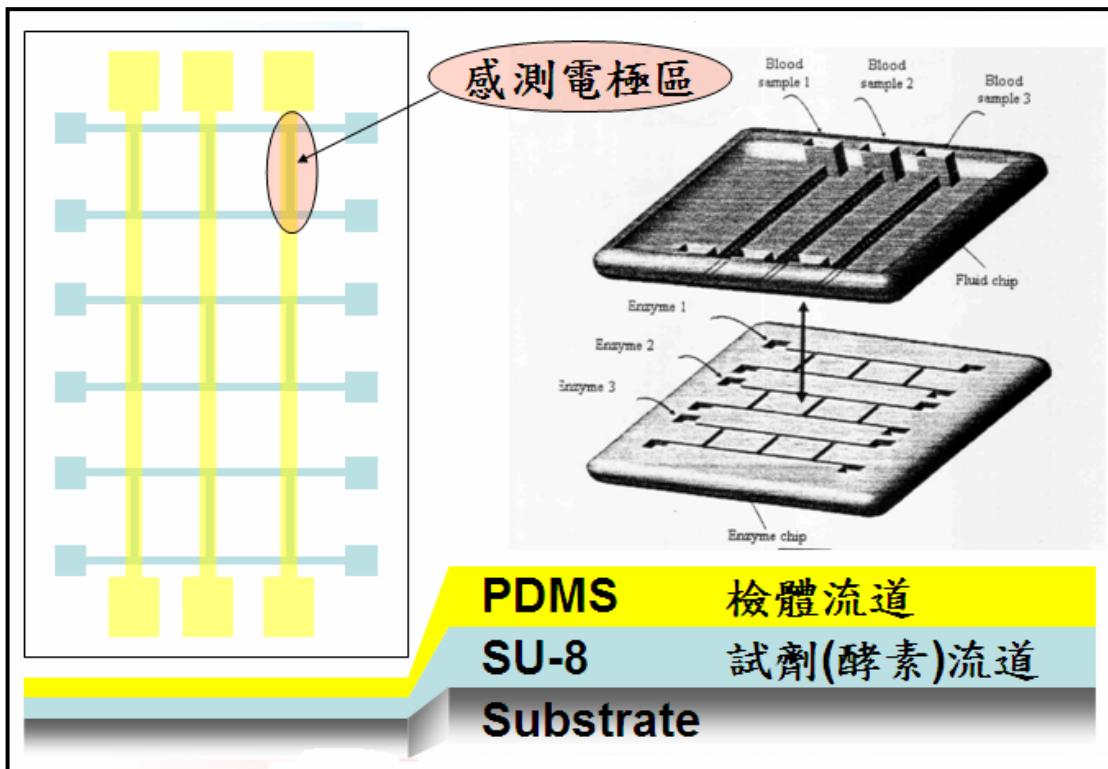 感測電極區
Blood
sample 1
Blood
sample 2
Blood
sample 3
Fluid chip
Enzyme 1
Enzyme 2
Enzyme 3
Enzyme chip
PDMS 檢體流道
SU-8 試劑(酵素)流道
Substrate